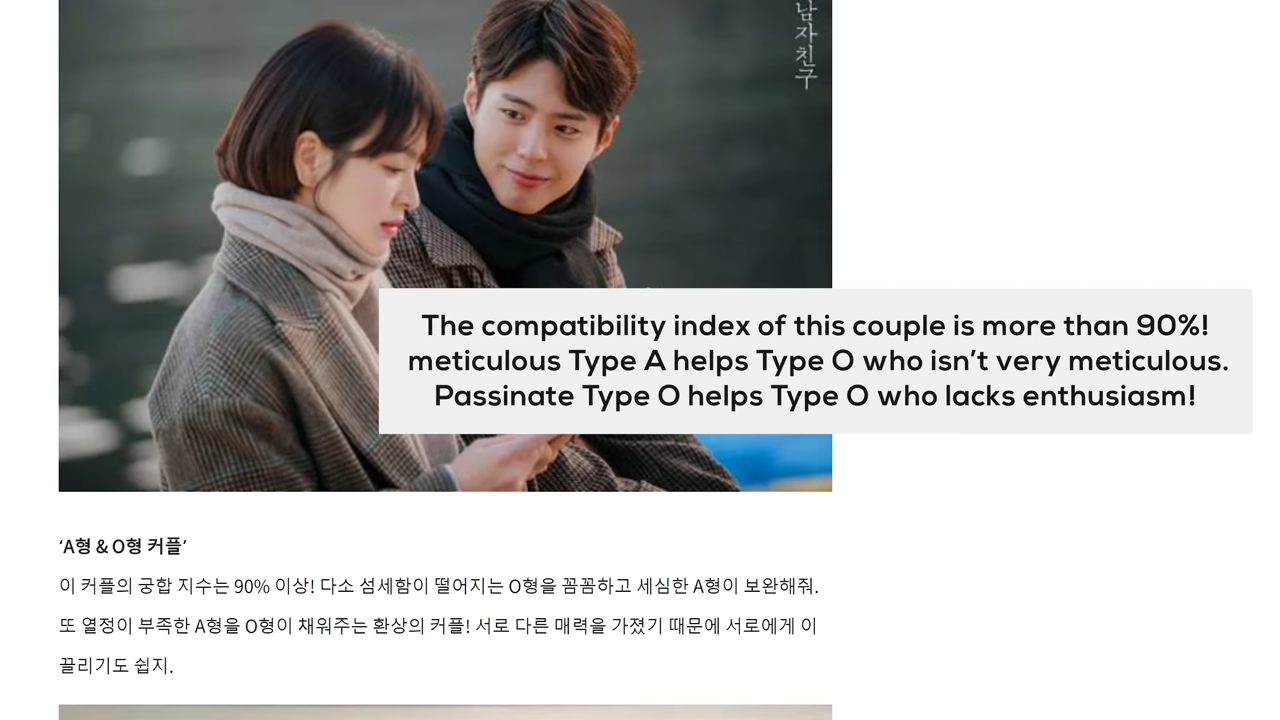 남자친구
The compatibility index of this couple is more than 90%!
meticulous Type A helps Type O who isn't very meticulous.
Passinate Type O helps Type O who lacks enthusiasm!
‘A형 & O형 커플’
이 커플의 궁합 지수는 90% 이상! 다소 섬세함이 떨어지는 O형을 꼼꼼하고 세심한 A형이 보완해줘.
또 열정이 부족한 A형을 O형이 채워주는 환상의 커플! 서로 다른 매력을 가졌기 때문에 서로에게 이
끌리기도 쉽지.